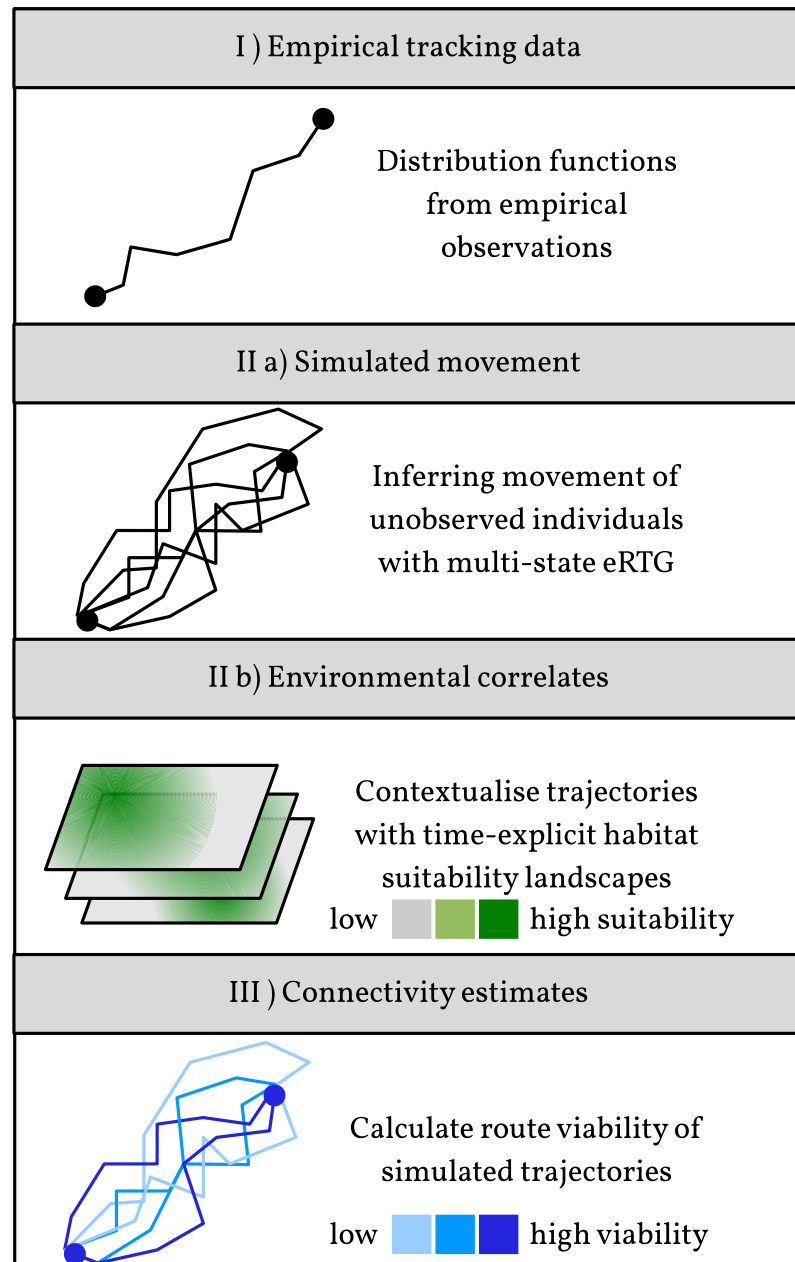 I ) Empirical tracking data
Distribution functions
from empirical
observations
II a) Simulated movement
Inferring movement of
unobserved individuals
with multi-state eRTG
II b) Environmental correlates
Contextualise trajectories
with time-explicit habitat
suitability landscapes
low high suitability
III ) Connectivity estimates
Calculate route viability of
simulated trajectories
low high viability